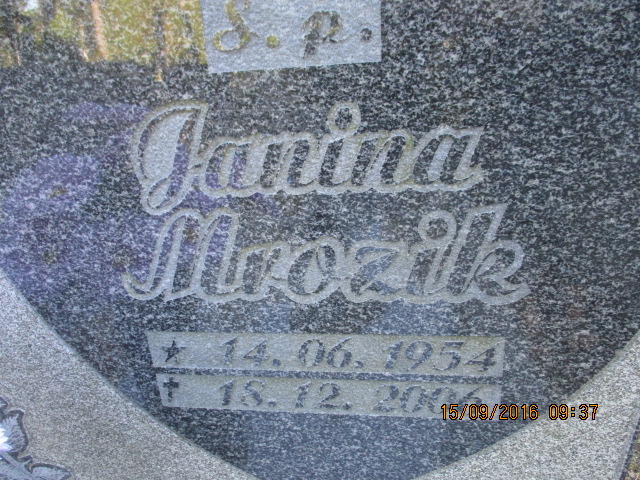 Ś. p.
Janina
Mrozik
★ 14. 06. 1954
✝ 18. 12.
15/09/2016 09:37